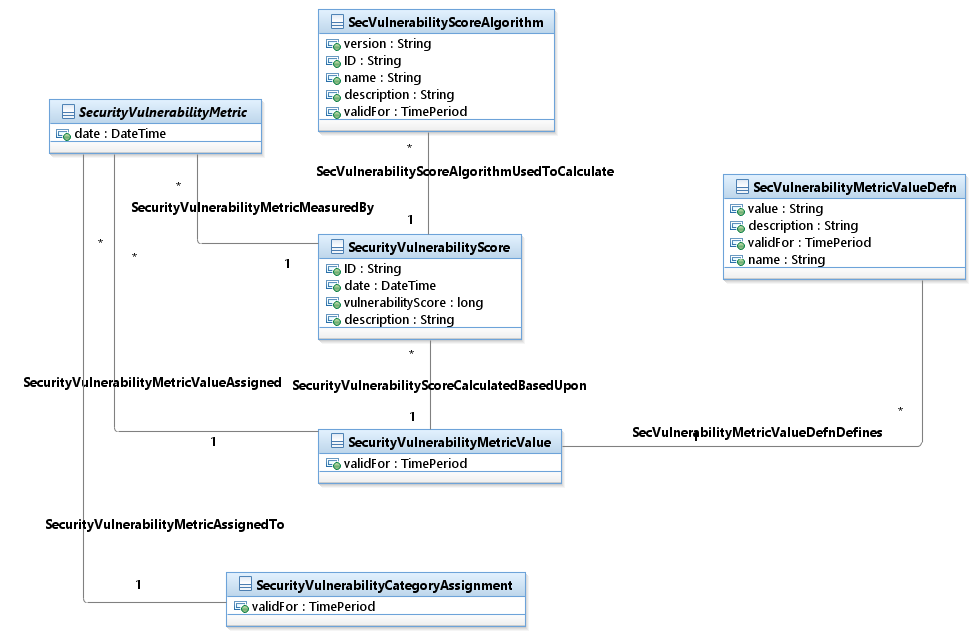 SecVulnerabilityScoreAlgorithm
version : String
ID : String
name : String
description : String
validFor : TimePeriod
SecurityVulnerabilityMetric
date : DateTime
*
SecVulnerabilityScoreAlgorithmUsedToCalculate
1
*
SecurityVulnerabilityMetricMeasuredBy
1
SecVulnerabilityMetricValueDefn
value : String
description : String
validFor : TimePeriod
name : String
*
*
SecurityVulnerabilityScore
ID : String
date : DateTime
vulnerabilityScore : long
description : String
*
SecurityVulnerabilityMetricValueAssigned
SecurityVulnerabilityScoreCalculatedBasedUpon
1
*
1
SecVulnerabilityMetricValueDefnDefines
SecurityVulnerabilityMetricValue
validFor : TimePeriod
SecurityVulnerabilityMetricAssignedTo
1
SecurityVulnerabilityCategoryAssignment
validFor : TimePeriod